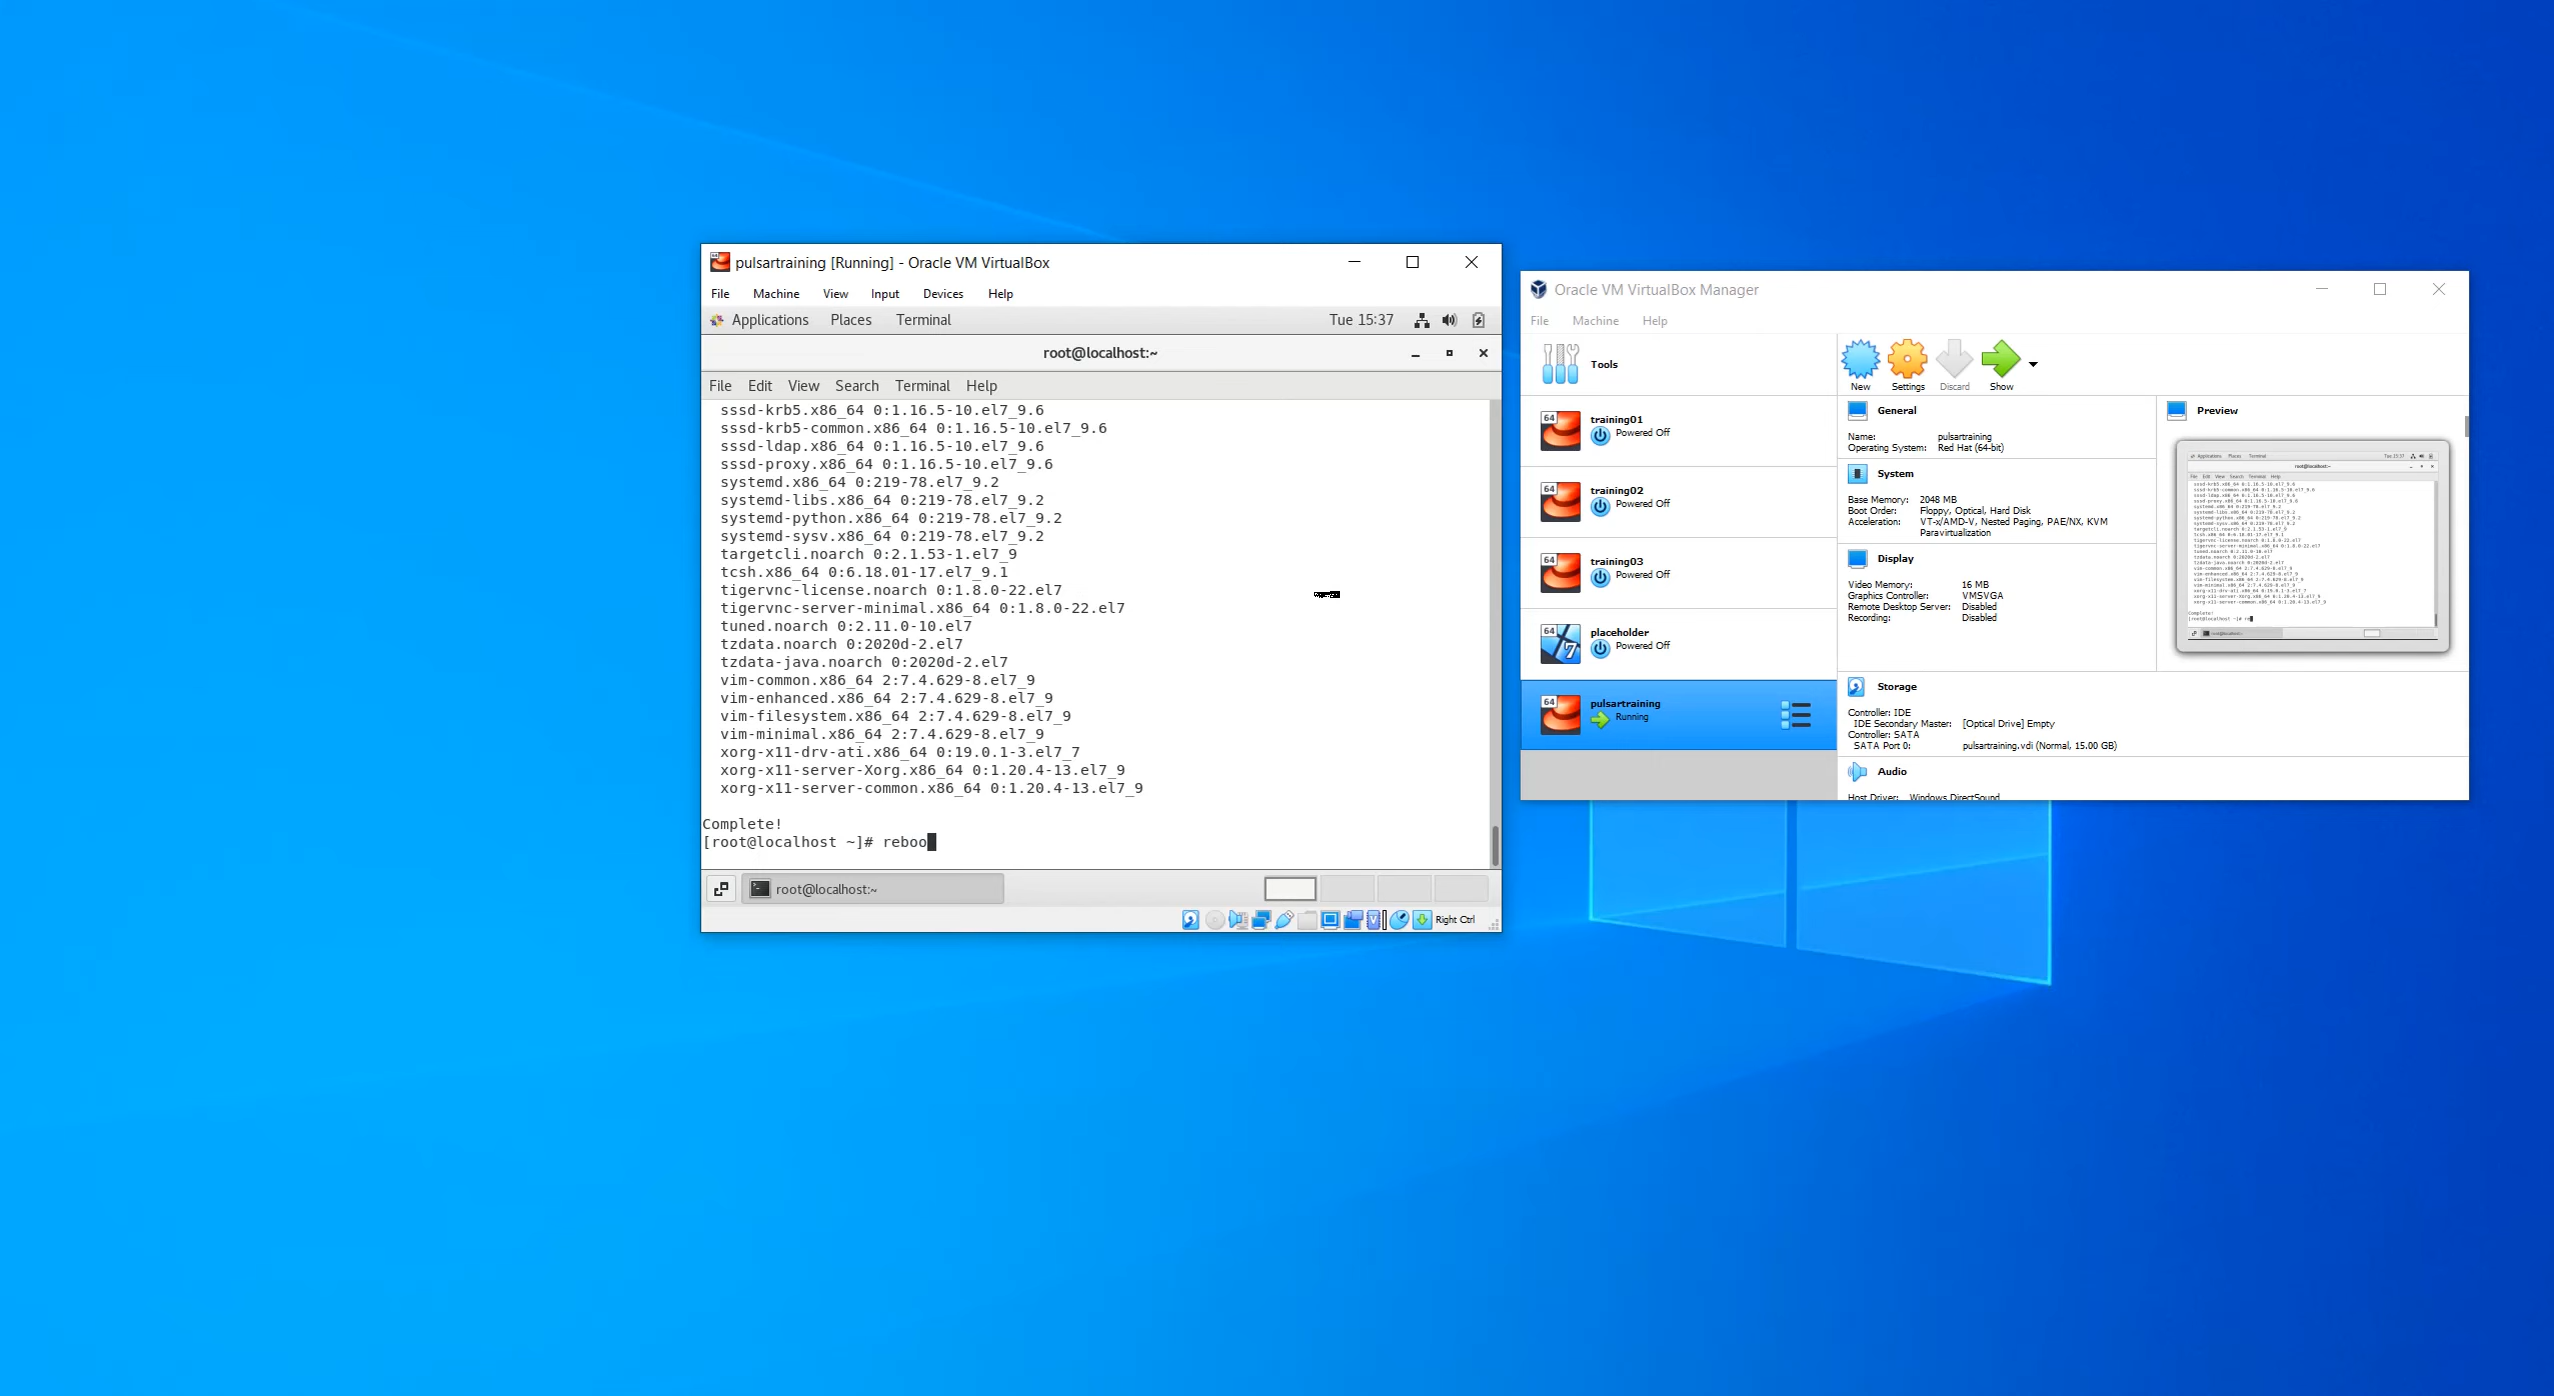 pulsartraining [Running] - Oracle VM VirtualBox
File Machine View Input Devices Help
Applications Places Terminal Tue 15:37
root@localhost:~
File Edit View Search Terminal Help
sssd-krb5.x86_64 0:1.16.5-10.el7_9.6
sssd-krb5-common.x86_64 0:1.16.5-10.el7_9.6
sssd-ldap.x86_64 0:1.16.5-10.el7_9.6
sssd-proxy.x86_64 0:1.16.5-10.el7_9.6
systemd.x86_64 0:219-78.el7_9.2
systemd-libs.x86_64 0:219-78.el7_9.2
systemd-python.x86_64 0:219-78.el7_9.2
systemd-sysv.x86_64 0:219-78.el7_9.2
targetcli.noarch 0:2.1.53-1.el7_9
tcsh.x86_64 0:6.18.01-17.el7_9.1
tigervnc-license.noarch 0:1.8.0-22.el7
tigervnc-server-minimal.x86_64 0:1.8.0-22.el7
tuned.noarch 0:2.11.0-10.el7
tzdata.noarch 0:2020d-2.el7
tzdata-java.noarch 0:2020d-2.el7
vim-common.x86_64 2:7.4.629-8.el7_9
vim-enhanced.x86_64 2:7.4.629-8.el7_9
vim-filesystem.x86_64 2:7.4.629-8.el7_9
vim-minimal.x86_64 2:7.4.629-8.el7_9
xorg-x11-drv-ati.x86_64 0:19.0.1-3.el7_7
xorg-x11-server-Xorg.x86_64 0:1.20.4-13.el7_9
xorg-x11-server-common.x86_64 0:1.20.4-13.el7_9
Complete!
[root@localhost ~]# reboo
root@localhost:~
Right Ctrl
Oracle VM VirtualBox Manager
File Machine Help
Tools
64 training01
Powered Off
64 training02
Powered Off
64 training03
Powered Off
64 placeholder
7 Powered Off
64 pulsartraining
Running
New Settings Discard Show
General
Name: pulsartraining
Operating System: Red Hat (64-bit)
System
Base Memory: 2048 MB
Boot Order: Floppy, Optical, Hard Disk
Acceleration: VT-x/AMD-V, Nested Paging, PAE/NX, KVM
Paravirtualization
Display
Video Memory: 16 MB
Graphics Controller: VMSVGA
Remote Desktop Server: Disabled
Recording: Disabled
Preview
Storage
Controller: IDE
IDE Secondary Master: [Optical Drive] Empty
Controller: SATA
SATA Port 0: pulsartraining.vdi (Normal, 15.00 GB)
Audio
Host Driver: Windows DirectSound